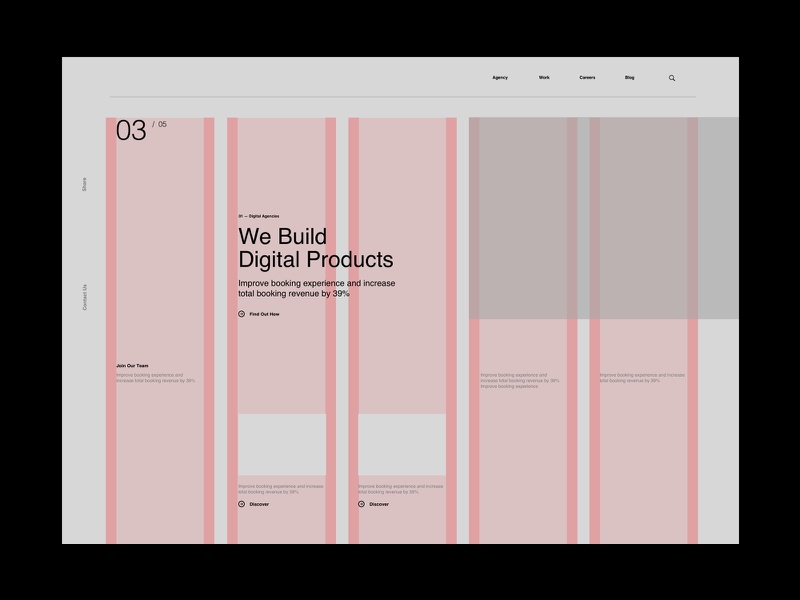 Agency
Work
Careers
Blog
03 / 05
Share
Contact Us
01 — Digital Agencies
We Build
Digital Products
Improve booking experience and increase
total booking revenue by 39%
Find Out How
Join Our Team
Improve booking experience and
increase total booking revenue by 39%
Improve booking experience and increase
total booking revenue by 39%
Discover
Improve booking experience and increase
total booking revenue by 39%
Discover
Improve booking experience and
increase total booking revenue by 39%
Improve booking experience
Improve booking experience and increase
total booking revenue by 39%